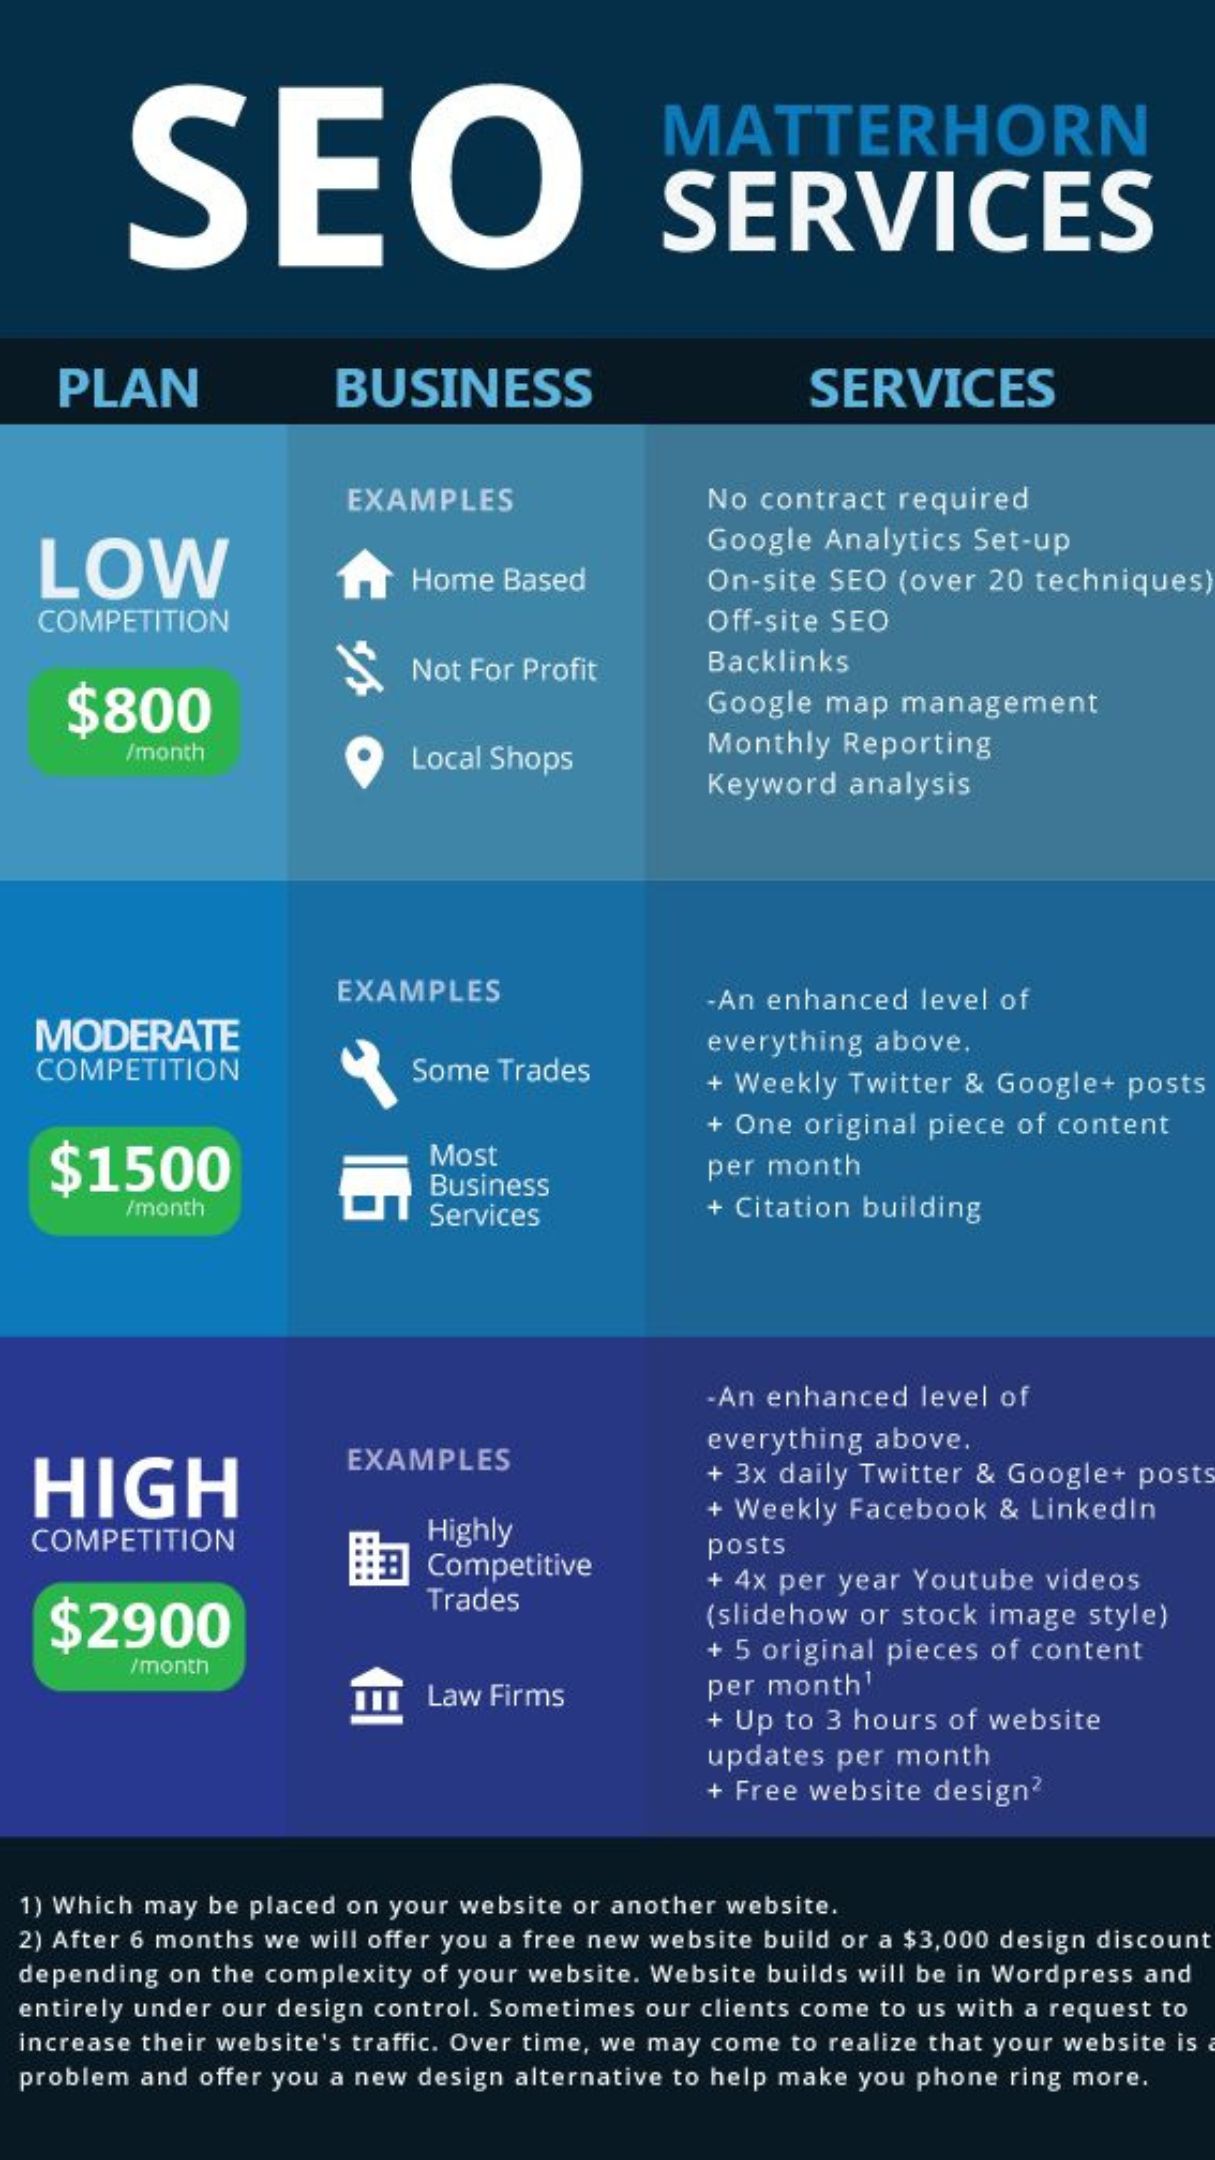 SEO
MATTERHORN
SERVICES
PLAN
BUSINESS
SERVICES
LOW
COMPETITION
$800
/month
EXAMPLES
Home Based
Not For Profit
Local Shops
No contract required
Google Analytics Set-up
On-site SEO (over 20 techniques)
Off-site SEO
Backlinks
Google map management
Monthly Reporting
Keyword analysis
MODERATE
COMPETITION
$1500
/month
EXAMPLES
Some Trades
Most
Business
Services
-An enhanced level of
everything above.
+ Weekly Twitter & Google+ posts
+ One original piece of content
per month
+ Citation building
HIGH
COMPETITION
$2900
/month
EXAMPLES
Highly
Competitive
Trades
Law Firms
-An enhanced level of
everything above.
+ 3x daily Twitter & Google+ posts
+ Weekly Facebook & LinkedIn
posts
+ 4x per year Youtube videos
(slidehow or stock image style)
+ 5 original pieces of content
per month¹
+ Up to 3 hours of website
updates per month
+ Free website design²
1) Which may be placed on your website or another website.
2) After 6 months we will offer you a free new website build or a $3,000 design discount
depending on the complexity of your website. Website builds will be in Wordpress and
entirely under our design control. Sometimes our clients come to us with a request to
increase their website's traffic. Over time, we may come to realize that your website is a
problem and offer you a new design alternative to help make you phone ring more.